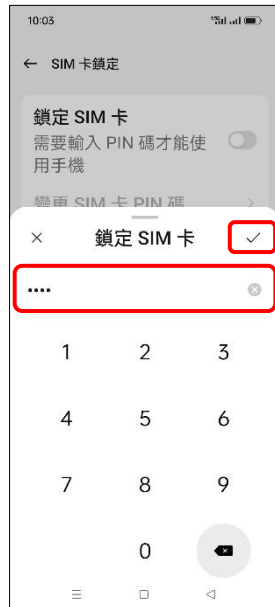 10:03
← SIM 卡鎖定
鎖定 SIM 卡
需要輸入 PIN 碼才能使
用手機
變更 SIM 卡 PIN 碼
鎖定 SIM 卡
••••
1 2 3
4 5 6
7 8 9
0